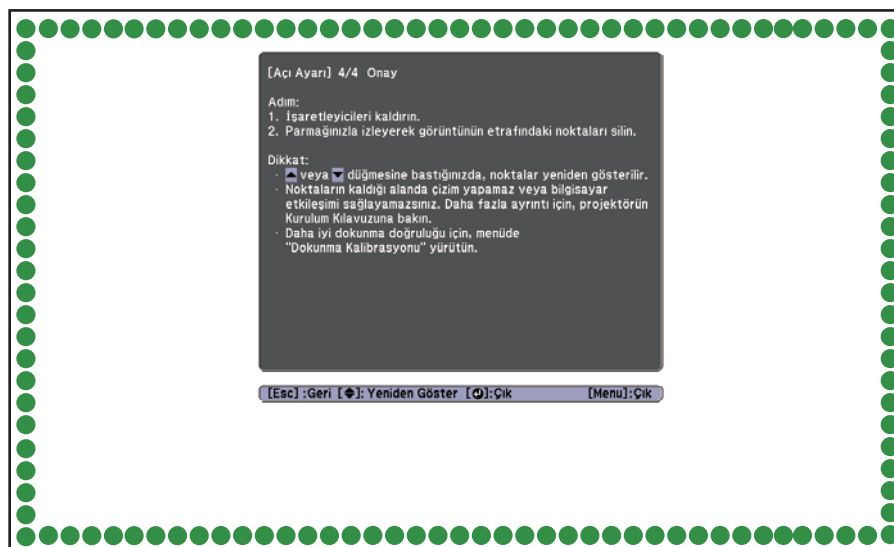 [Açı Ayarı] 4/4 Onay
Adım:
1. İşaretleyicileri kaldırın.
2. Parmağınızla izleyerek görüntünün etrafındaki noktaları silin.
Dikkat:
· ▲ veya ▼ düğmesine bastığınızda, noktalar yeniden gösterilir.
· Noktaların kaldığı alanda çizim yapamaz veya bilgisayar
etkileşimi sağlayamazsınız. Daha fazla ayrıntı için, projektörün
Kurulum Kılavuzuna bakın.
· Daha iyi dokunma doğruluğu için, menüde
"Dokunma Kalibrasyonu" yürütün.
[Esc] :Geri [◆]: Yeniden Göster [⏎]:Çık [Menu]:Çık